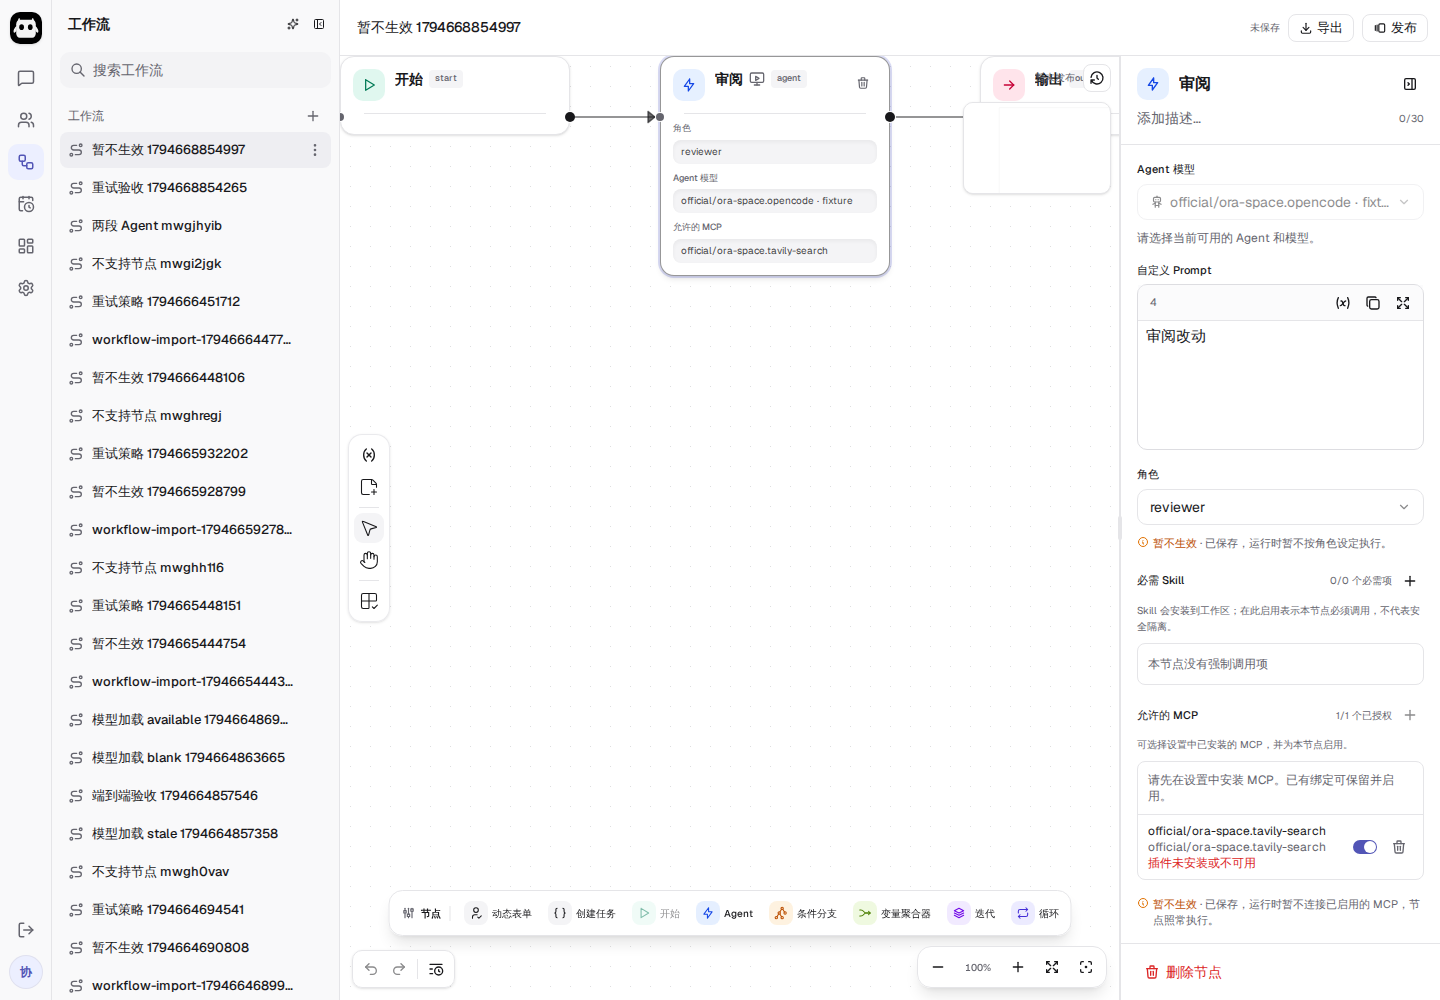 工作流
搜索工作流
工作流
暂不生效 1794668854997
重试验收 1794668854265
两段 Agent mwgjhyib
不支持节点 mwgi2jgk
重试策略 1794666451712
workflow-import-17946664477...
暂不生效 1794666448106
不支持节点 mwghregj
重试策略 1794665932202
暂不生效 1794665928799
workflow-import-17946659278...
不支持节点 mwghh1l6
重试策略 1794665448151
暂不生效 1794665444754
workflow-import-17946654443...
模型加载 available 1794664869...
模型加载 blank 1794664863665
端到端验收 1794664857546
模型加载 stale 1794664857358
不支持节点 mwgh0vav
重试策略 1794664694541
暂不生效 1794664690808
workflow-import-17946646899...
协
暂不生效 1794668854997
未保存
导出
发布
开始 start
审阅 agent
角色
reviewer
Agent 模型
official/ora-space.opencode · fixture
允许的 MCP
official/ora-space.tavily-search
输出
节点
动态表单
创建任务
开始
Agent
条件分支
变量聚合器
迭代
循环
100%
审阅
添加描述...
0/30
Agent 模型
official/ora-space.opencode · fixt...
请选择当前可用的 Agent 和模型。
自定义 Prompt
4
审阅改动
角色
reviewer
暂不生效 · 已保存，运行时暂不按角色设定执行。
必需 Skill
0/0 个必需项
Skill 会安装到工作区；在此启用表示本节点必须调用，不代表安
全隔离。
本节点没有强制调用项
允许的 MCP
1/1 个已授权
可选择设置中已安装的 MCP，并为本节点启用。
请先在设置中安装 MCP。已有绑定可保留并启
用。
official/ora-space.tavily-search
official/ora-space.tavily-search
插件未安装或不可用
暂不生效 · 已保存，运行时暂不连接已启用的 MCP，节
点照常执行。
删除节点